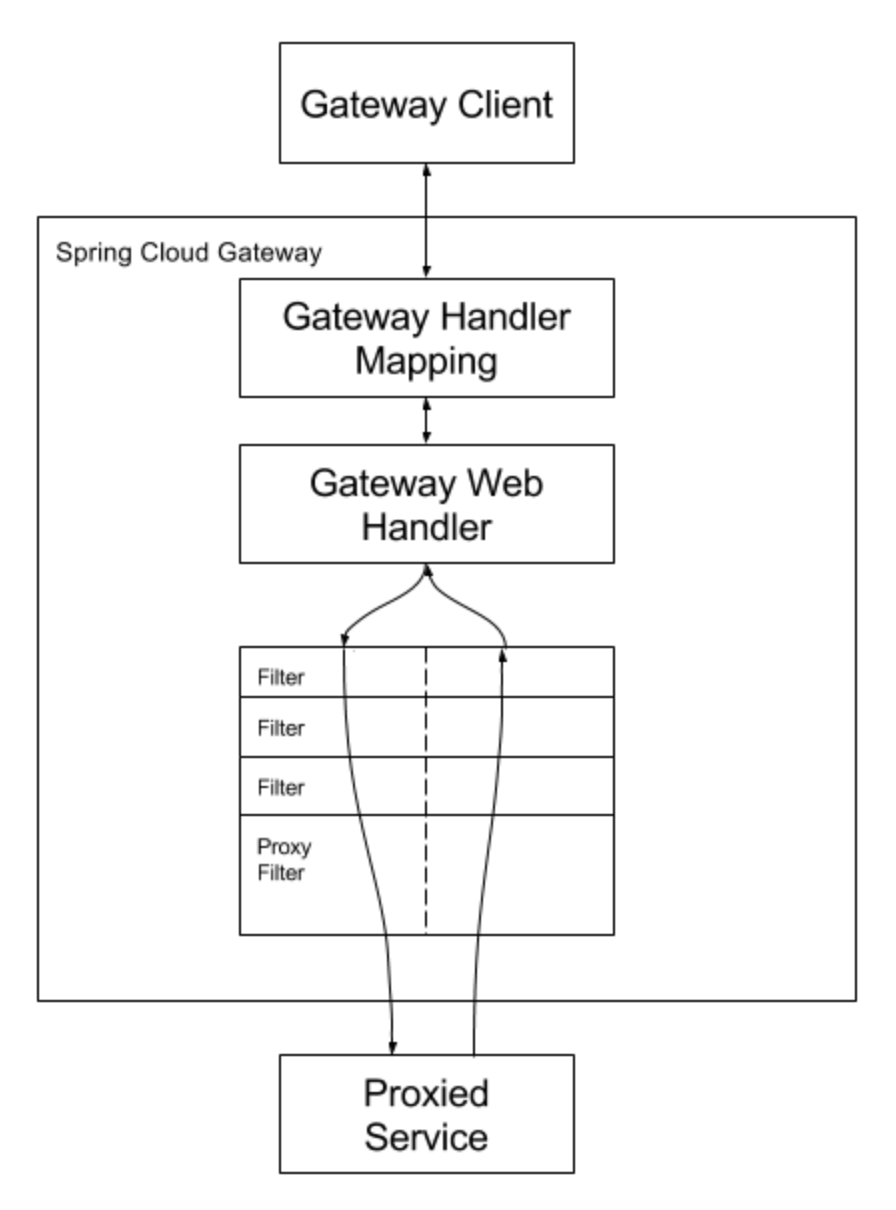 Gateway Client
Spring Cloud Gateway
Gateway Handler
Mapping
Gateway Web
Handler
Filter
Filter
Filter
Proxy
Filter
Proxied
Service